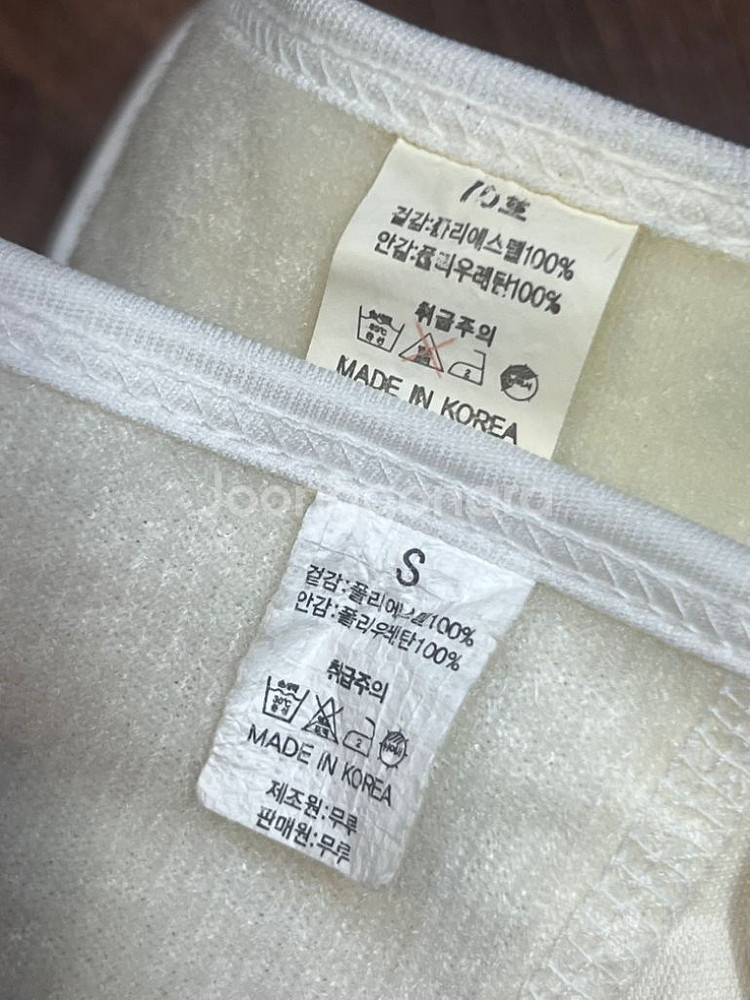 겉감:폴리에스텔100%
안감:폴리우레탄100%
취급주의
2
MADE IN KOREA
S
겉감:폴리에스텔100%
안감:폴리우레탄100%
취급주의
30℃
2
MADE IN KOREA
제조원:무루
판매원:무루